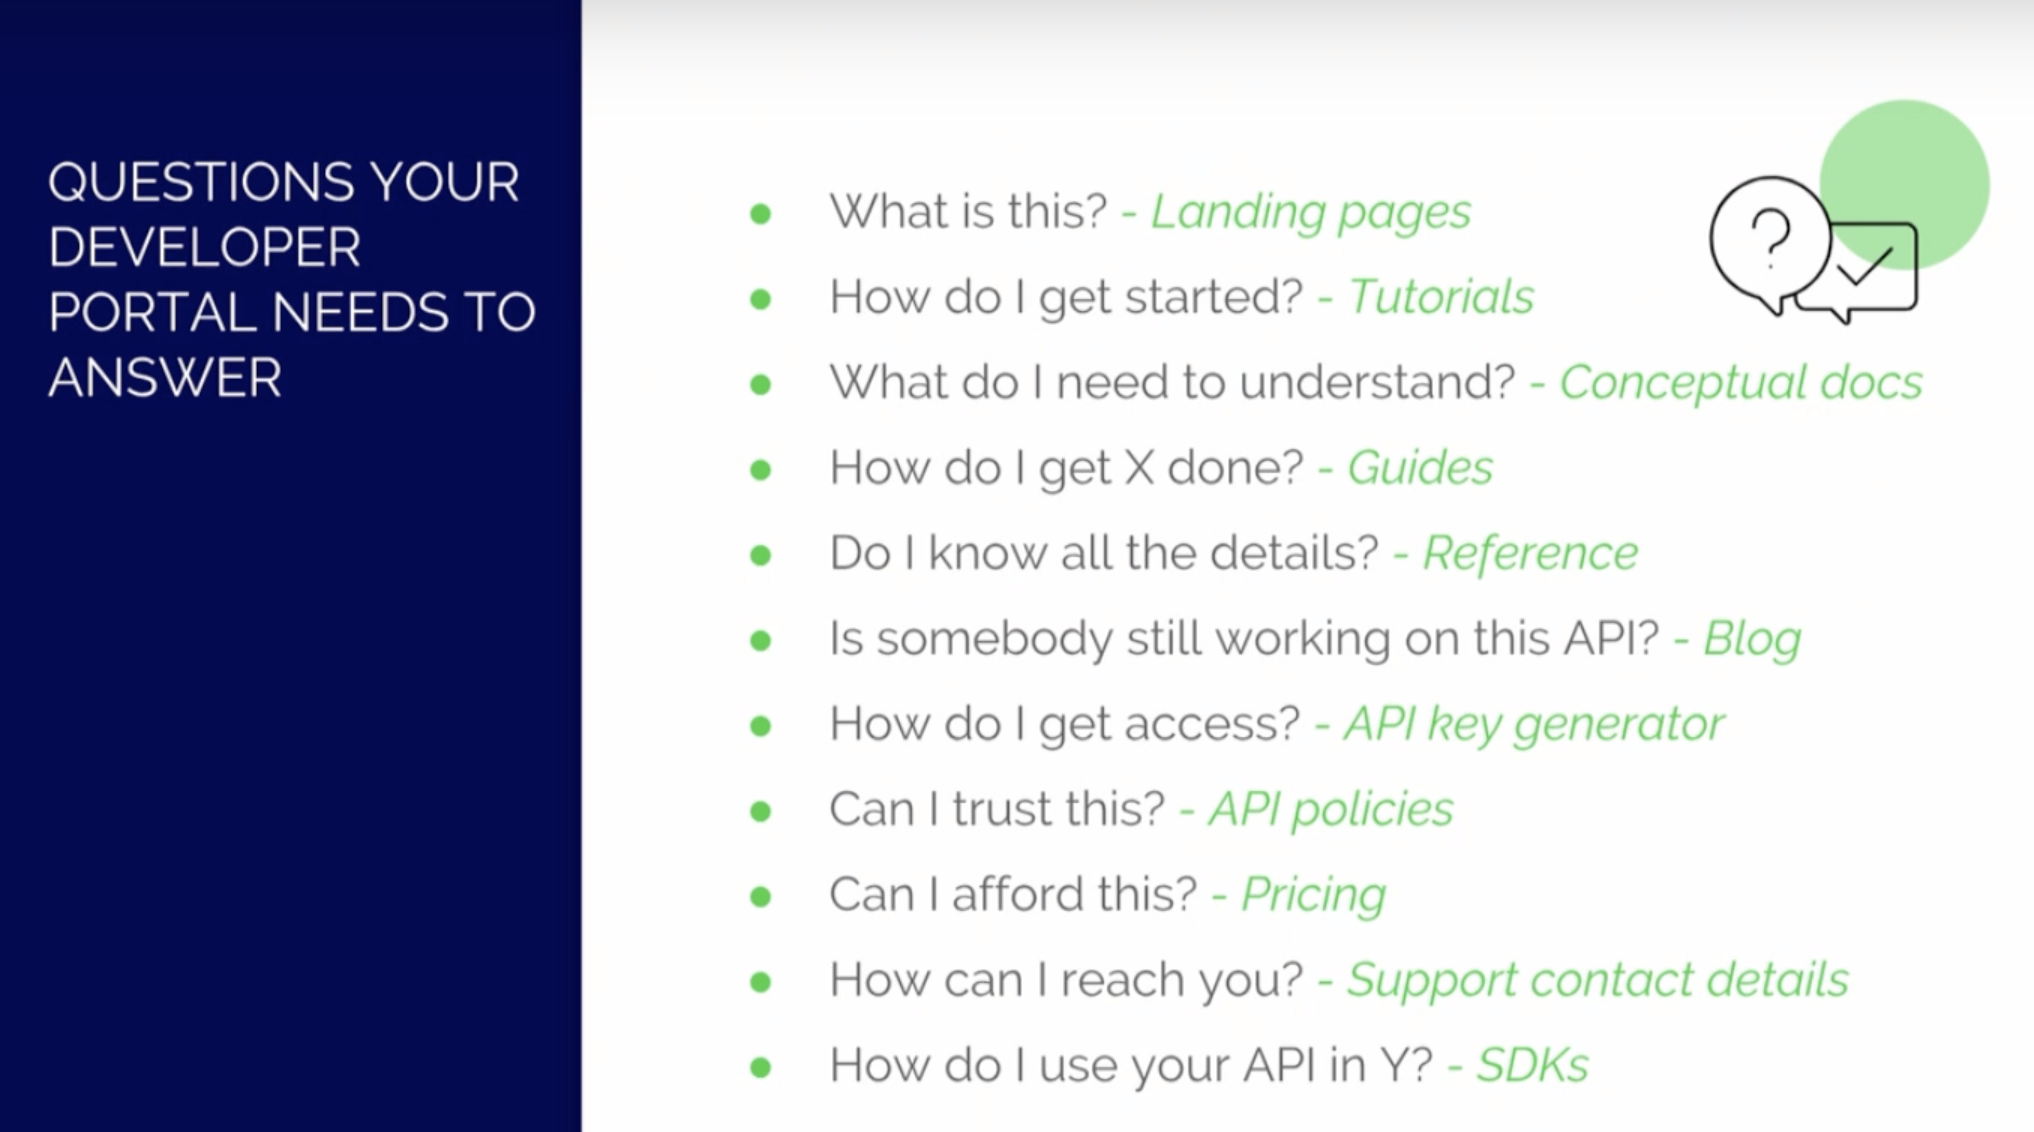 QUESTIONS YOUR
DEVELOPER
PORTAL NEEDS TO
ANSWER
● What is this? - Landing pages
● How do I get started? - Tutorials
● What do I need to understand? - Conceptual docs
● How do I get X done? - Guides
● Do I know all the details? - Reference
● Is somebody still working on this API? - Blog
● How do I get access? - API key generator
● Can I trust this? - API policies
● Can I afford this? - Pricing
● How can I reach you? - Support contact details
● How do I use your API in Y? - SDKs
?